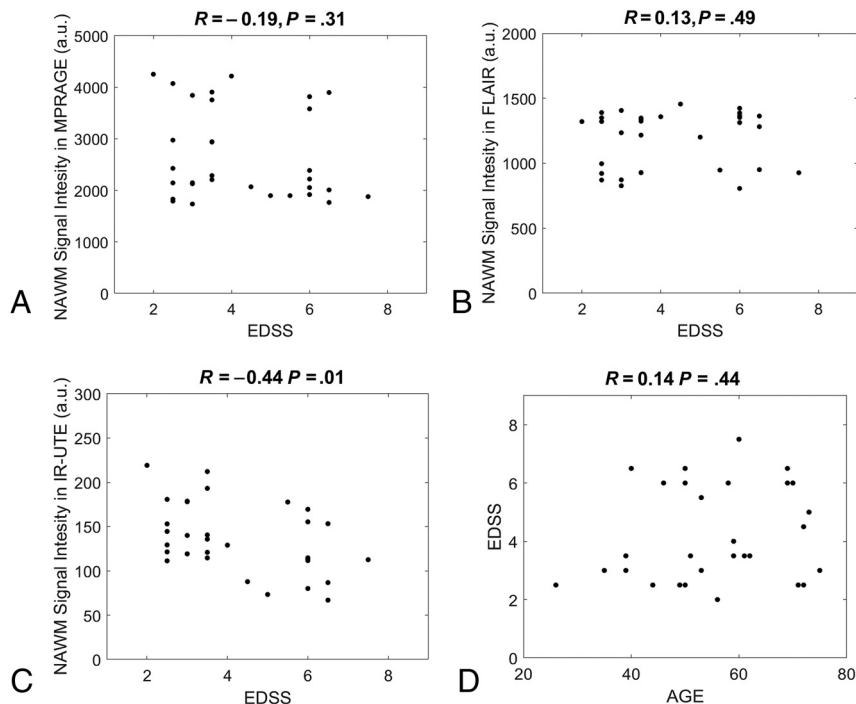 R = − 0.19, P = .31
NAWM Signal Intesity in MPRAGE (a.u.)
5000
4000
3000
2000
1000
0
2 4 6 8
EDSS
A
R = 0.13, P = .49
NAWM Signal Intesity in FLAIR (a.u.)
2000
1500
1000
500
0
2 4 6 8
EDSS
B
R = −0.44 P = .01
NAWM Signal Intesity in IR-UTE (a.u.)
300
250
200
150
100
50
0
2 4 6 8
EDSS
C
R = 0.14 P = .44
EDSS
8
6
4
2
0
20 40 60 80
AGE
D